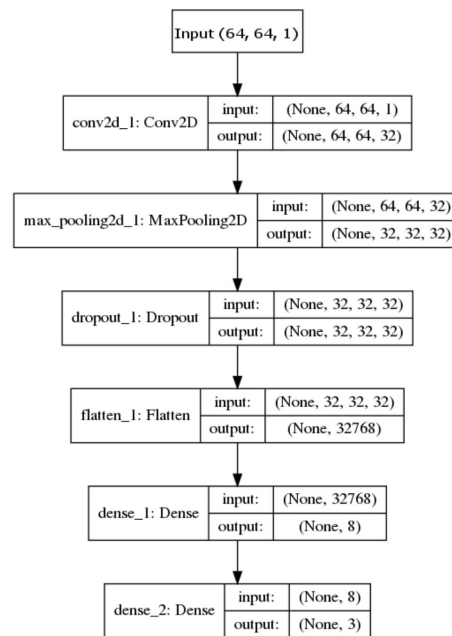 Input (64, 64, 1)
conv2d_1: Conv2D
input: (None, 64, 64, 1)
output: (None, 64, 64, 32)
max_pooling2d_1: MaxPooling2D
input: (None, 64, 64, 32)
output: (None, 32, 32, 32)
dropout_1: Dropout
input: (None, 32, 32, 32)
output: (None, 32, 32, 32)
flatten_1: Flatten
input: (None, 32, 32, 32)
output: (None, 32768)
dense_1: Dense
input: (None, 32768)
output: (None, 8)
dense_2: Dense
input: (None, 8)
output: (None, 3)